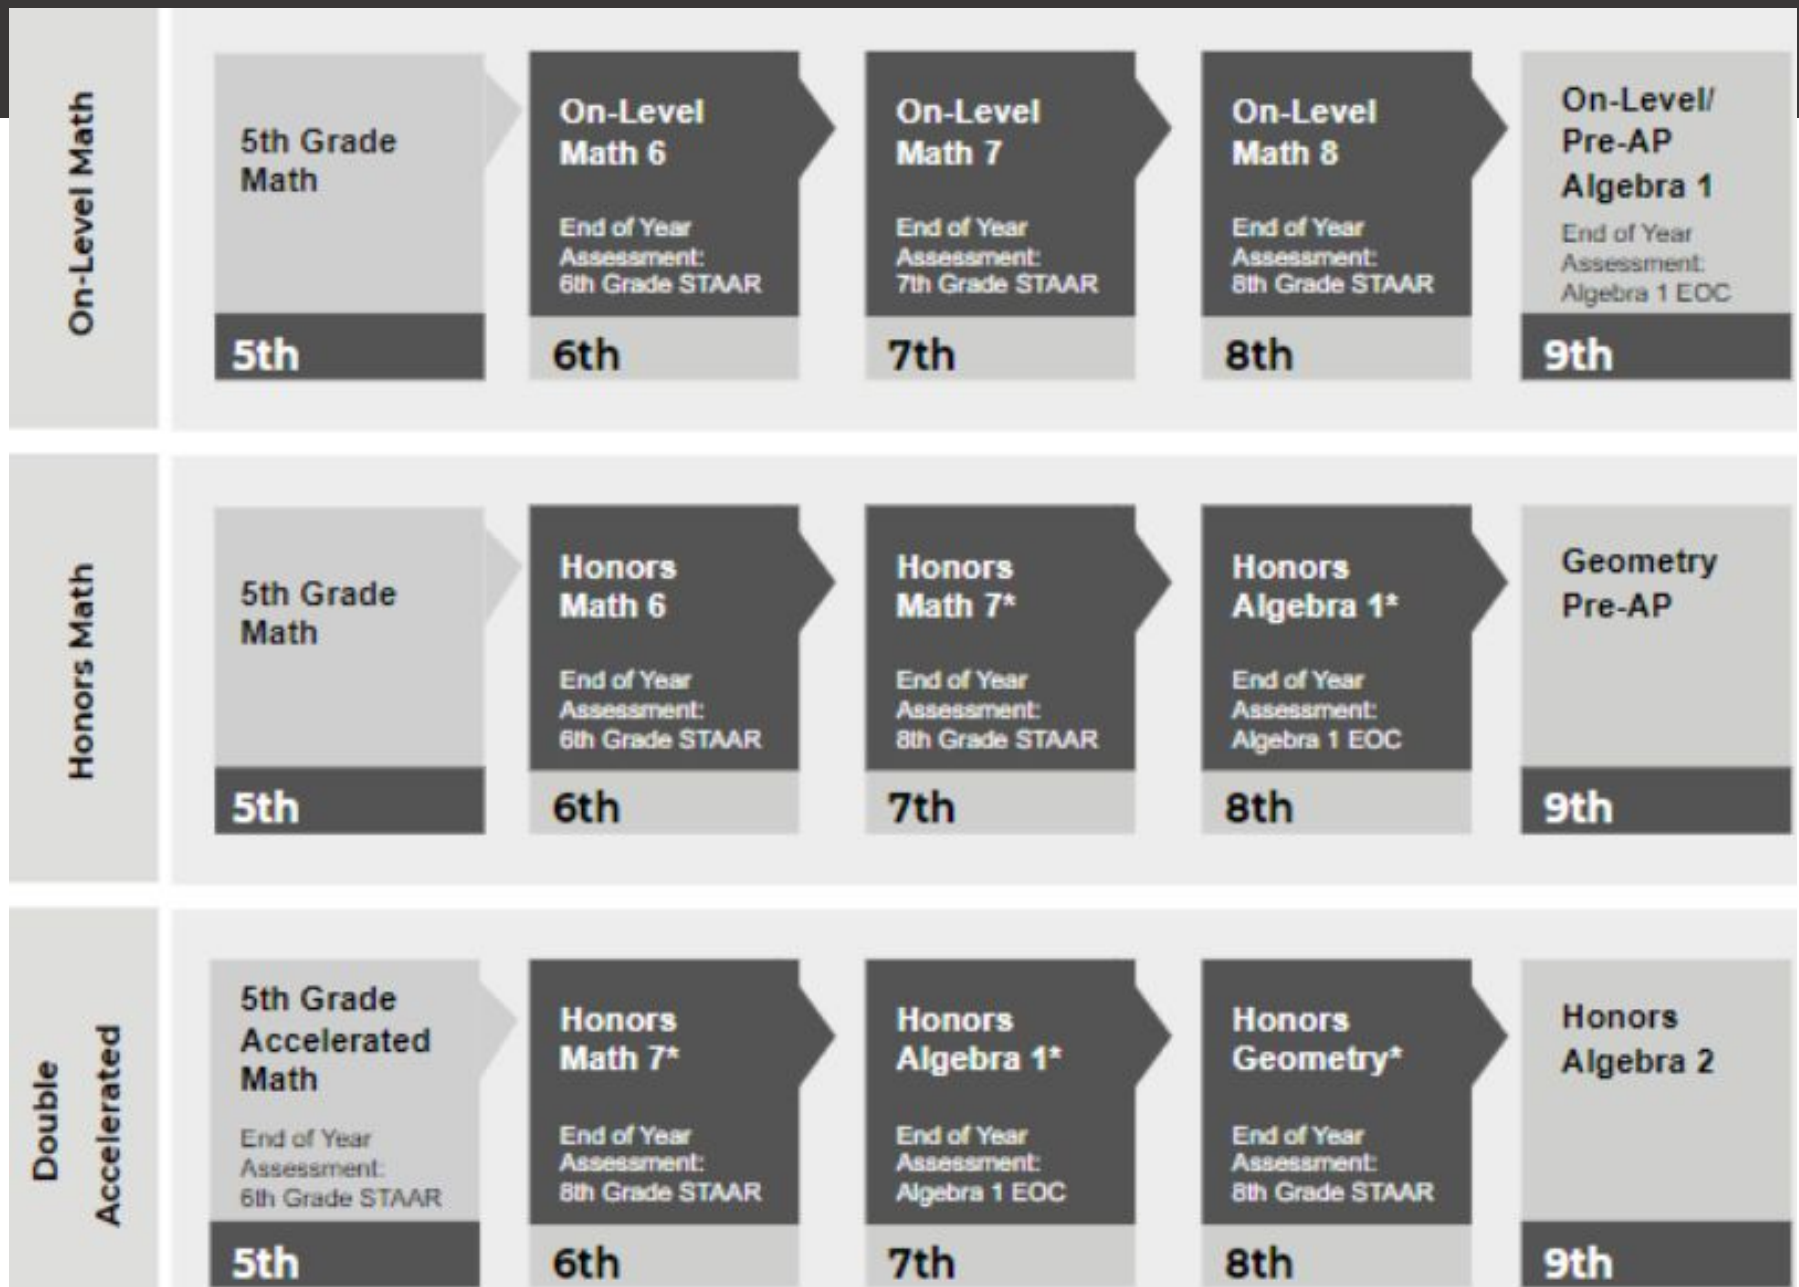 On-Level Math
5th Grade
Math
5th
On-Level
Math 6
End of Year
Assessment:
6th Grade STAAR
6th
On-Level
Math 7
End of Year
Assessment:
7th Grade STAAR
7th
On-Level
Math 8
End of Year
Assessment:
8th Grade STAAR
8th
On-Level/
Pre-AP
Algebra 1
End of Year
Assessment:
Algebra 1 EOC
9th
Honors Math
5th Grade
Math
5th
Honors
Math 6
End of Year
Assessment:
6th Grade STAAR
6th
Honors
Math 7*
End of Year
Assessment:
8th Grade STAAR
7th
Honors
Algebra 1*
End of Year
Assessment:
Algebra 1 EOC
8th
Geometry
Pre-AP
9th
Double
Accelerated
5th Grade
Accelerated
Math
End of Year
Assessment:
6th Grade STAAR
5th
Honors
Math 7*
End of Year
Assessment:
8th Grade STAAR
6th
Honors
Algebra 1*
End of Year
Assessment:
Algebra 1 EOC
7th
Honors
Geometry*
End of Year
Assessment:
8th Grade STAAR
8th
Honors
Algebra 2
9th